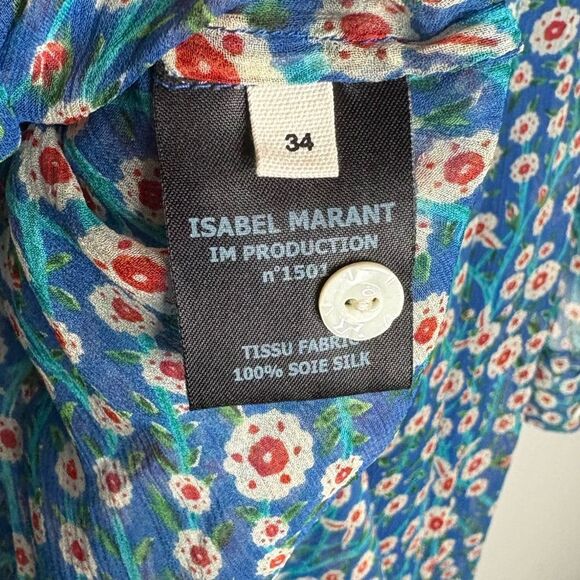 34
ISABEL MARANT
IM PRODUCTION
n°1501
TISSU FABRIC
100% SOIE SILK